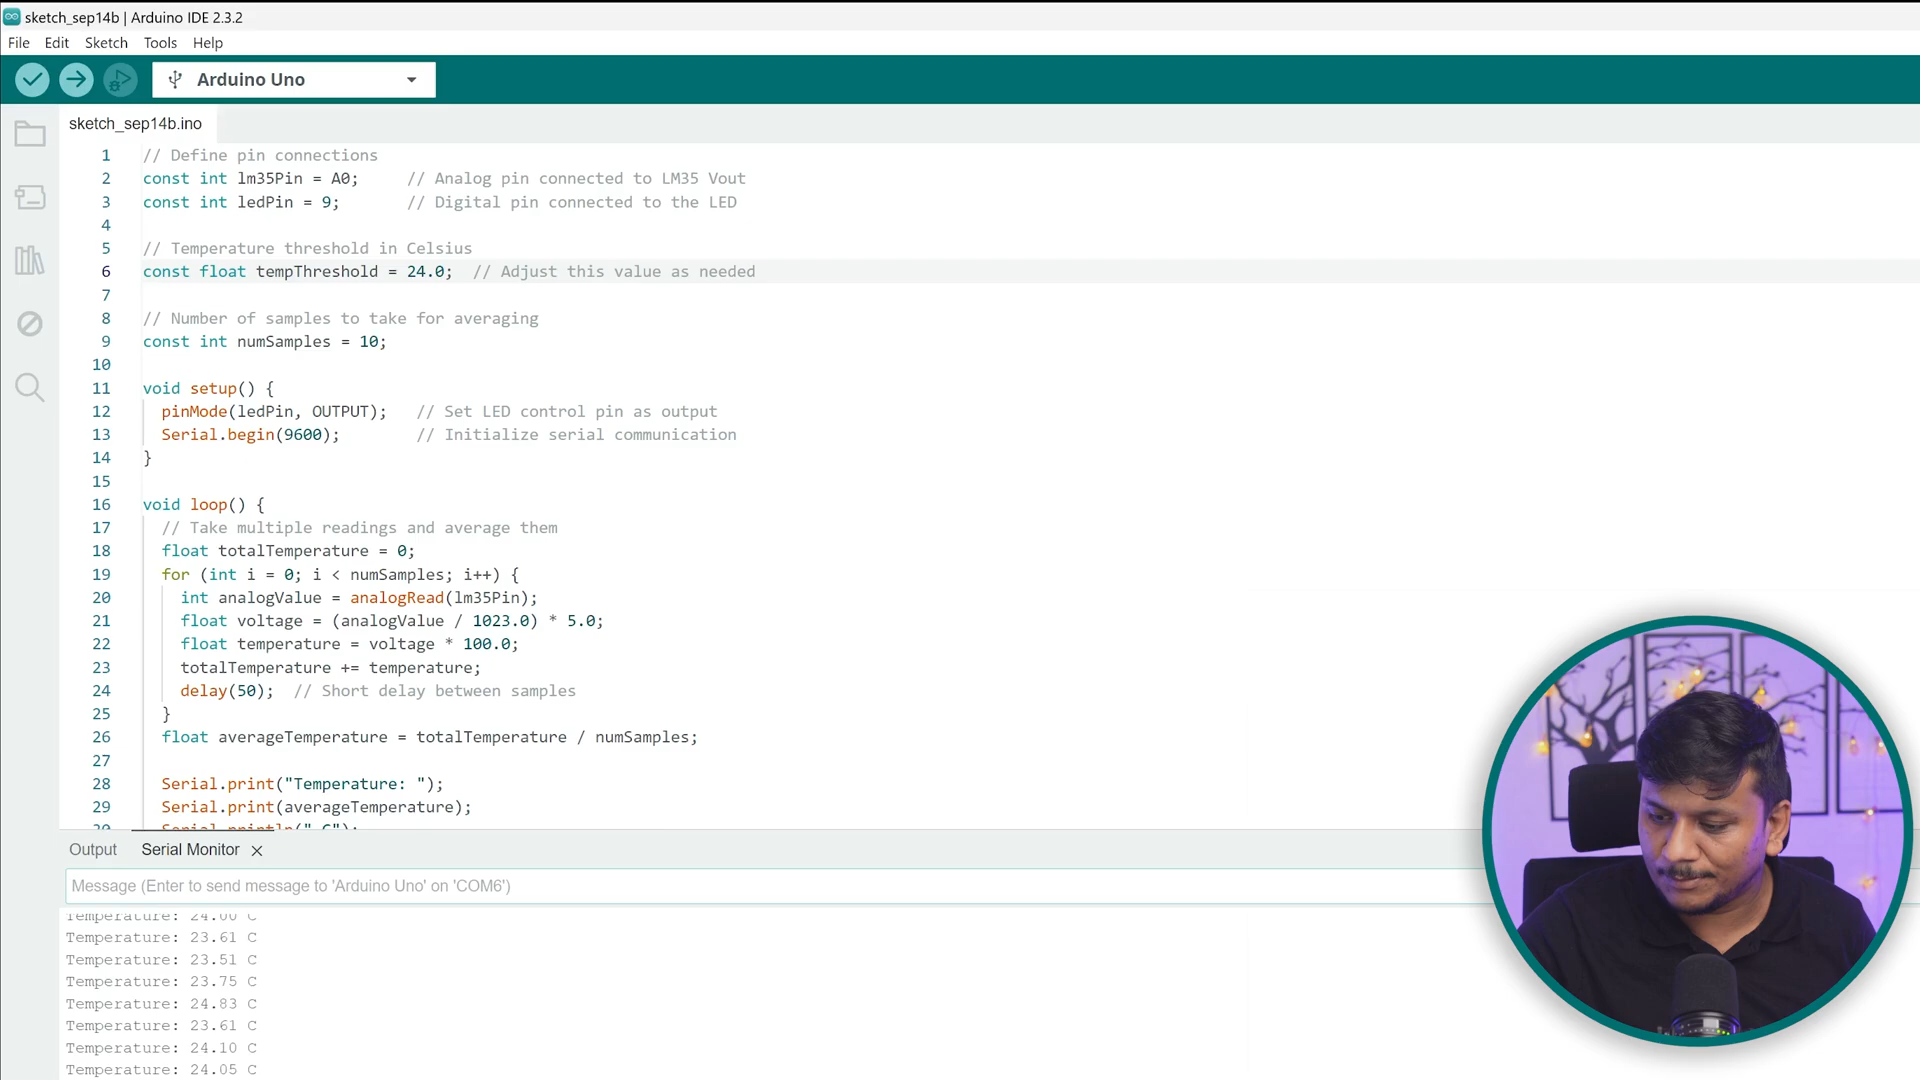 sketch_sep14b | Arduino IDE 2.3.2
File Edit Sketch Tools Help
Arduino Uno
sketch_sep14b.ino
1 // Define pin connections
2 const int lm35Pin = A0; // Analog pin connected to LM35 Vout
3 const int ledPin = 9; // Digital pin connected to the LED
4
5 // Temperature threshold in Celsius
6 const float tempThreshold = 24.0; // Adjust this value as needed
7
8 // Number of samples to take for averaging
9 const int numSamples = 10;
10
11 void setup() {
12 pinMode(ledPin, OUTPUT); // Set LED control pin as output
13 Serial.begin(9600); // Initialize serial communication
14 }
15
16 void loop() {
17 // Take multiple readings and average them
18 float totalTemperature = 0;
19 for (int i = 0; i < numSamples; i++) {
20 int analogValue = analogRead(lm35Pin);
21 float voltage = (analogValue / 1023.0) * 5.0;
22 float temperature = voltage * 100.0;
23 totalTemperature += temperature;
24 delay(50); // Short delay between samples
25 }
26 float averageTemperature = totalTemperature / numSamples;
27
28 Serial.print("Temperature: ");
29 Serial.print(averageTemperature);
30 Serial.println(" C");
Output Serial Monitor
Message (Enter to send message to 'Arduino Uno' on 'COM6')
Temperature: 24.00 C
Temperature: 23.61 C
Temperature: 23.51 C
Temperature: 23.75 C
Temperature: 24.83 C
Temperature: 23.61 C
Temperature: 24.10 C
Temperature: 24.05 C